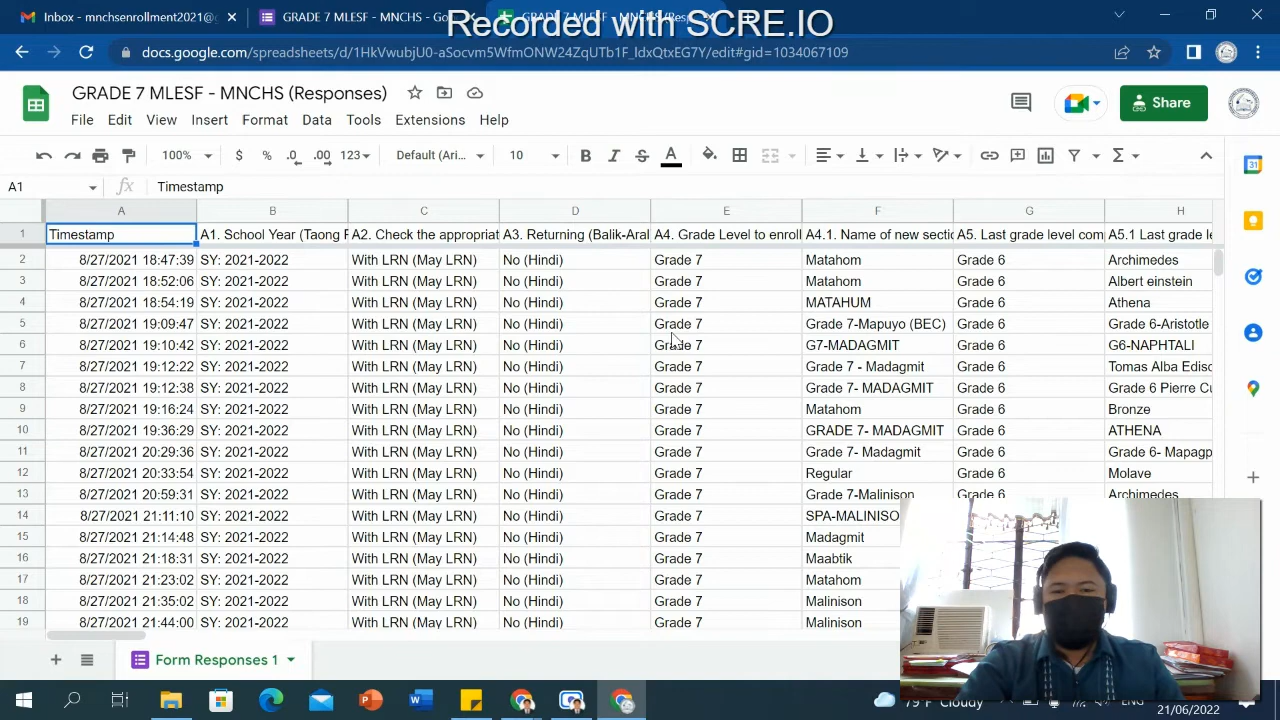 Inbox - mnchsenrollment2021@g
GRADE 7 MLESF - MNCHS - Go
GRADE 7 MLESF - MNCHS (Resp
Recorded with SCRE.IO
docs.google.com/spreadsheets/d/1HkVwubjU0-aSocvm5WfmONW24ZqUTb1F_ldxQtxEG7Y/edit#gid=1034067109
GRADE 7 MLESF - MNCHS (Responses)
Share
File Edit View Insert Format Data Tools Extensions Help
100% $ % .0 .00 123 Default (Ari... 10 B I S A
A1 fx Timestamp
A B C D E F G H
1 Timestamp A1. School Year (Taong P A2. Check the appropriat A3. Returning (Balik-Aral A4. Grade Level to enroll A4.1. Name of new sectio A5. Last grade level com A5.1 Last grade le
2 8/27/2021 18:47:39 SY: 2021-2022 With LRN (May LRN) No (Hindi) Grade 7 Matahom Grade 6 Archimedes
3 8/27/2021 18:52:06 SY: 2021-2022 With LRN (May LRN) No (Hindi) Grade 7 Matahom Grade 6 Albert einstein
4 8/27/2021 18:54:19 SY: 2021-2022 With LRN (May LRN) No (Hindi) Grade 7 MATAHUM Grade 6 Athena
5 8/27/2021 19:09:47 SY: 2021-2022 With LRN (May LRN) No (Hindi) Grade 7 Grade 7-Mapuyo (BEC) Grade 6 Grade 6-Aristotle
6 8/27/2021 19:10:42 SY: 2021-2022 With LRN (May LRN) No (Hindi) Grade 7 G7-MADAGMIT Grade 6 G6-NAPHTALI
7 8/27/2021 19:12:22 SY: 2021-2022 With LRN (May LRN) No (Hindi) Grade 7 Grade 7 - Madagmit Grade 6 Tomas Alba Edisc
8 8/27/2021 19:12:38 SY: 2021-2022 With LRN (May LRN) No (Hindi) Grade 7 Grade 7- MADAGMIT Grade 6 Grade 6 Pierre Cu
9 8/27/2021 19:16:24 SY: 2021-2022 With LRN (May LRN) No (Hindi) Grade 7 Matahom Grade 6 Bronze
10 8/27/2021 19:36:29 SY: 2021-2022 With LRN (May LRN) No (Hindi) Grade 7 GRADE 7- MADAGMIT Grade 6 ATHENA
11 8/27/2021 20:29:36 SY: 2021-2022 With LRN (May LRN) No (Hindi) Grade 7 Grade 7- Madagmit Grade 6 Grade 6- Mapagp
12 8/27/2021 20:33:54 SY: 2021-2022 With LRN (May LRN) No (Hindi) Grade 7 Regular Grade 6 Molave
13 8/27/2021 20:59:31 SY: 2021-2022 With LRN (May LRN) No (Hindi) Grade 7 Grade 7-Malinison Grade 6 Archimedes
14 8/27/2021 21:11:10 SY: 2021-2022 With LRN (May LRN) No (Hindi) Grade 7 SPA-MALINISO
15 8/27/2021 21:14:48 SY: 2021-2022 With LRN (May LRN) No (Hindi) Grade 7 Madagmit
16 8/27/2021 21:18:31 SY: 2021-2022 With LRN (May LRN) No (Hindi) Grade 7 Maabtik
17 8/27/2021 21:23:02 SY: 2021-2022 With LRN (May LRN) No (Hindi) Grade 7 Matahom
18 8/27/2021 21:35:02 SY: 2021-2022 With LRN (May LRN) No (Hindi) Grade 7 Malinison
19 8/27/2021 21:44:00 SY: 2021-2022 With LRN (May LRN) No (Hindi) Grade 7 Malinison
Form Responses 1
79°F Cloudy ENG
21/06/2022